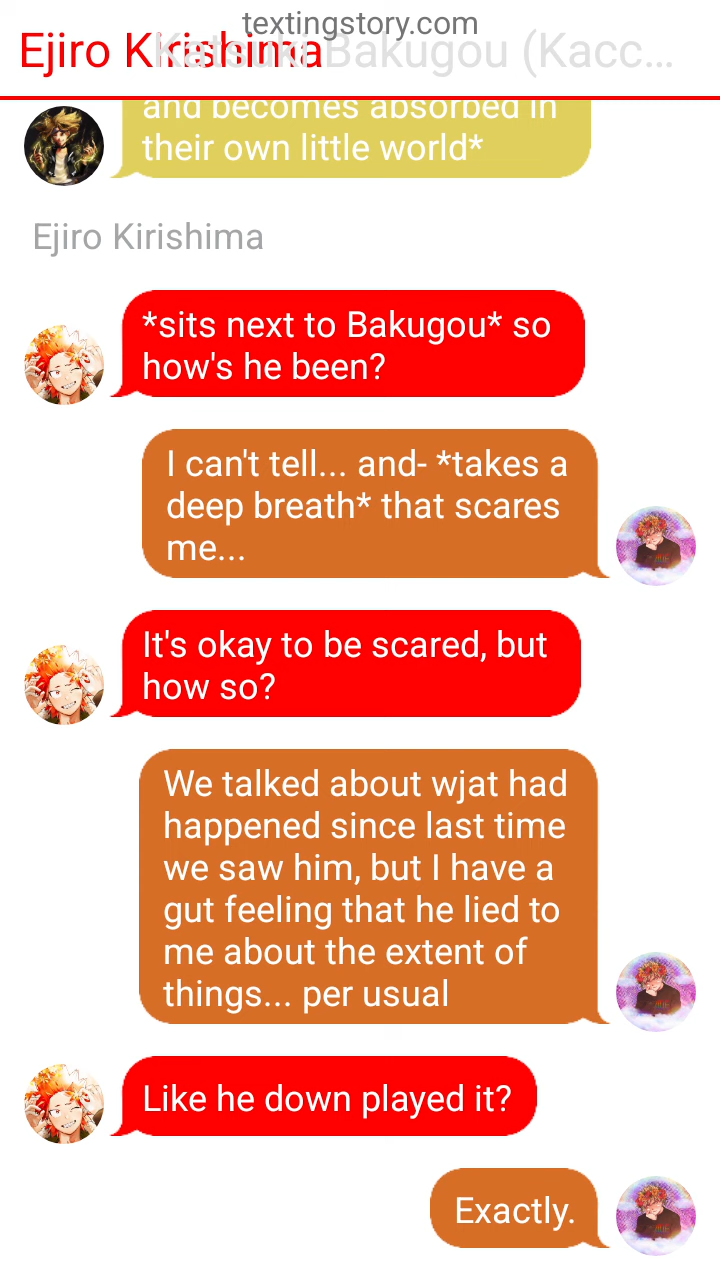 textingstory.com
Ejiro Kirishima
Katsuki Bakugou (Kacc...
and becomes absorbed in
their own little world*
Ejiro Kirishima
*sits next to Bakugou* so
how's he been?
I can't tell... and- *takes a
deep breath* that scares
me...
It's okay to be scared, but
how so?
We talked about wjat had
happened since last time
we saw him, but I have a
gut feeling that he lied to
me about the extent of
things... per usual
Like he down played it?
Exactly.